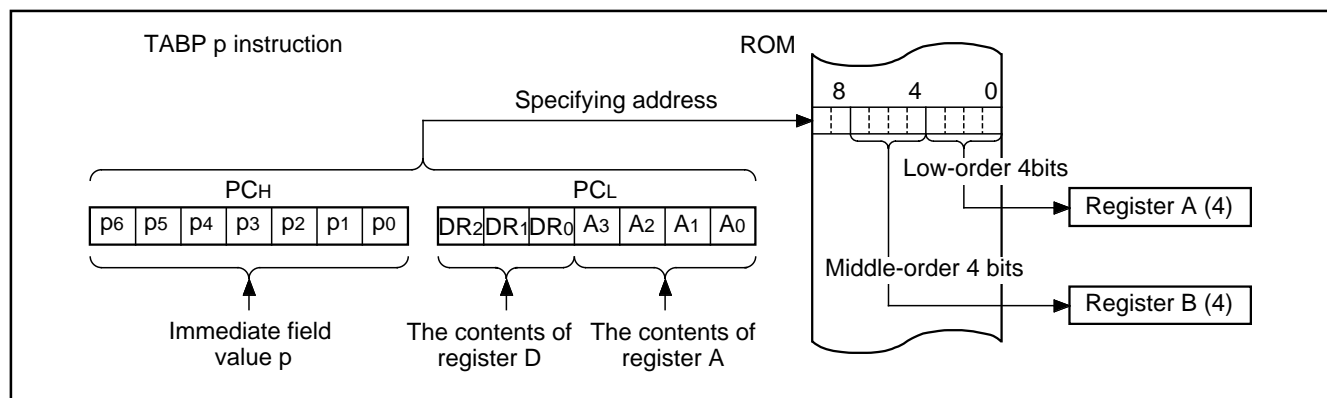 TABP p instruction
ROM
8 4 0
Specifying address
Low-order 4bits
PCH PCL
p6 p5 p4 p3 p2 p1 p0 DR2 DR1 DR0 A3 A2 A1 A0
Register A (4)
Middle-order 4 bits
Register B (4)
Immediate field
value p
The contents of
register D
The contents of
register A